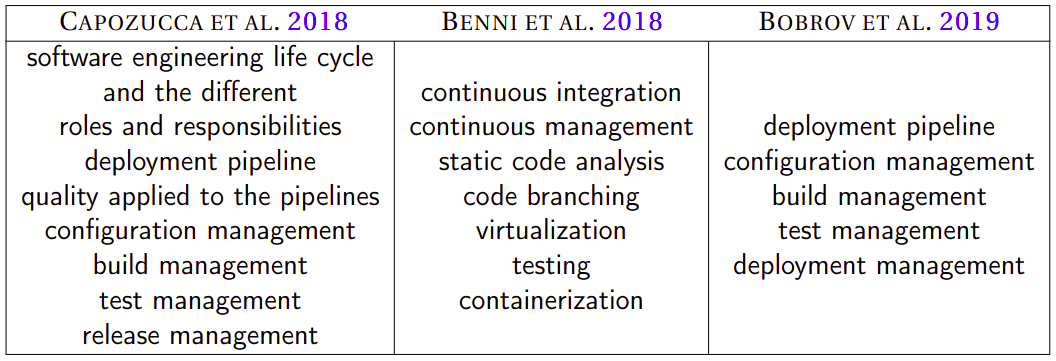 CAPOZUCCA ET AL. 2018
BENNI ET AL. 2018
BOBROV ET AL. 2019
software engineering life cycle
and the different
roles and responsibilities
deployment pipeline
quality applied to the pipelines
configuration management
build management
test management
release management
continuous integration
continuous management
static code analysis
code branching
virtualization
testing
containerization
deployment pipeline
configuration management
build management
test management
deployment management